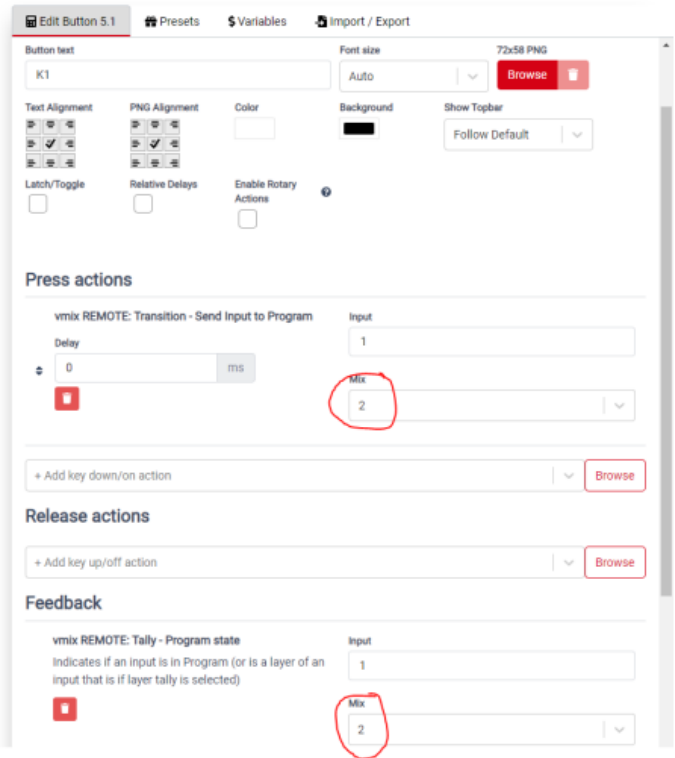 Edit Button 5.1 Presets $ Variables Import / Export
Button text Font size 72x58 PNG
K1 Auto Browse
Text Alignment PNG Alignment Color Background Show Topbar
Follow Default
Latch/Toggle Relative Delays Enable Rotary
Actions
Press actions
vmix REMOTE: Transition - Send Input to Program Input
1
Delay
0 ms
Mix
2
+ Add key down/on action Browse
Release actions
+ Add key up/off action Browse
Feedback
vmix REMOTE: Tally - Program state Input
Indicates if an input is in Program (or is a layer of an
input that is if layer tally is selected)
1
Mix
2